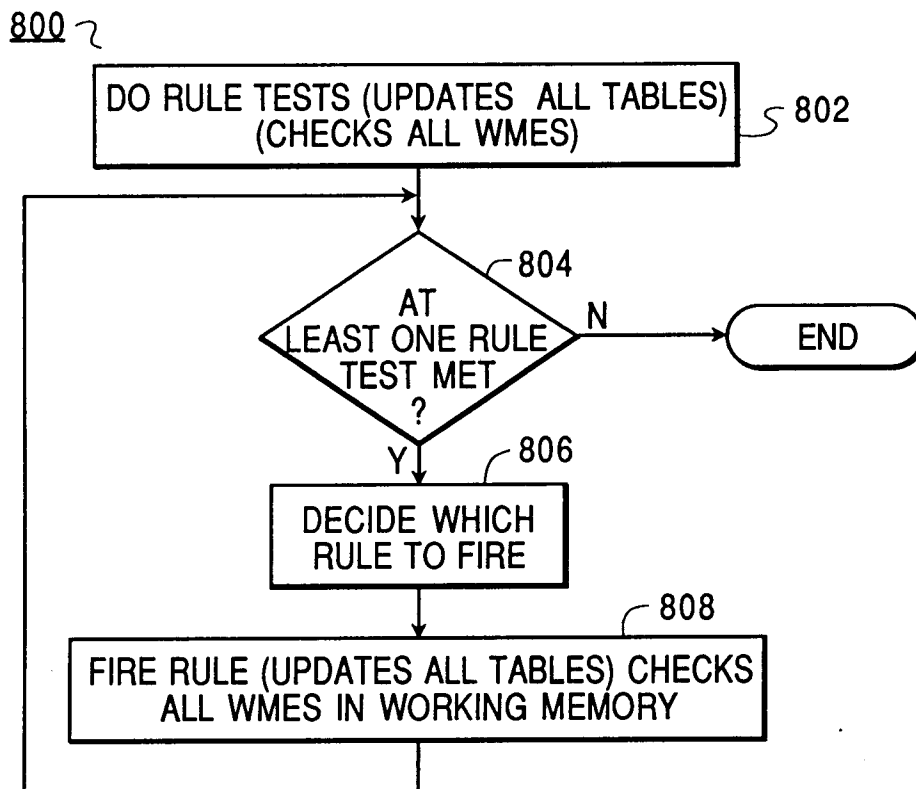 800
DO RULE TESTS (UPDATES ALL TABLES)
(CHECKS ALL WMES)
802
804
AT
LEAST ONE RULE
TEST MET
?
N
END
Y
806
DECIDE WHICH
RULE TO FIRE
808
FIRE RULE (UPDATES ALL TABLES) CHECKS
ALL WMES IN WORKING MEMORY